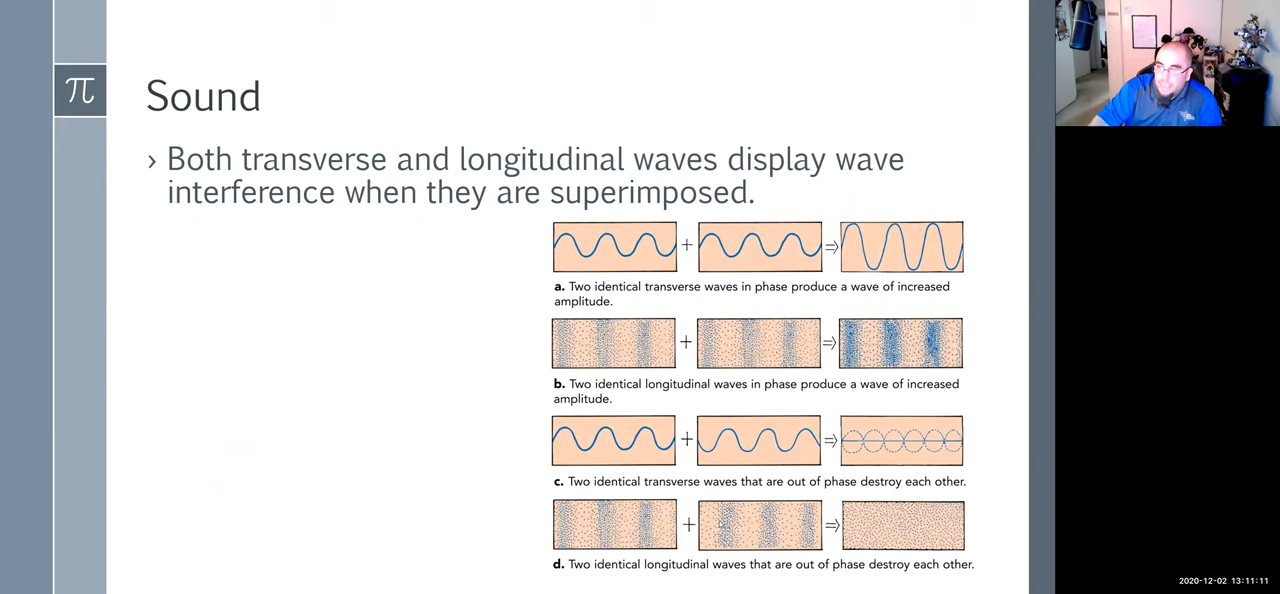 π
Sound
› Both transverse and longitudinal waves display wave
interference when they are superimposed.
+ ⇒
a. Two identical transverse waves in phase produce a wave of increased
amplitude.
+ ⇒
b. Two identical longitudinal waves in phase produce a wave of increased
amplitude.
+ ⇒
c. Two identical transverse waves that are out of phase destroy each other.
+ ⇒
d. Two identical longitudinal waves that are out of phase destroy each other.
2020-12-02 13:11:11